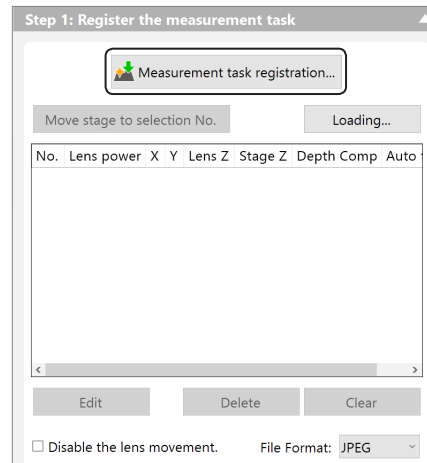 Step 1: Register the measurement task
Measurement task registration...
Move stage to selection No. Loading...
No. Lens power X Y Lens Z Stage Z Depth Comp Auto
Edit Delete Clear
Disable the lens movement. File Format: JPEG